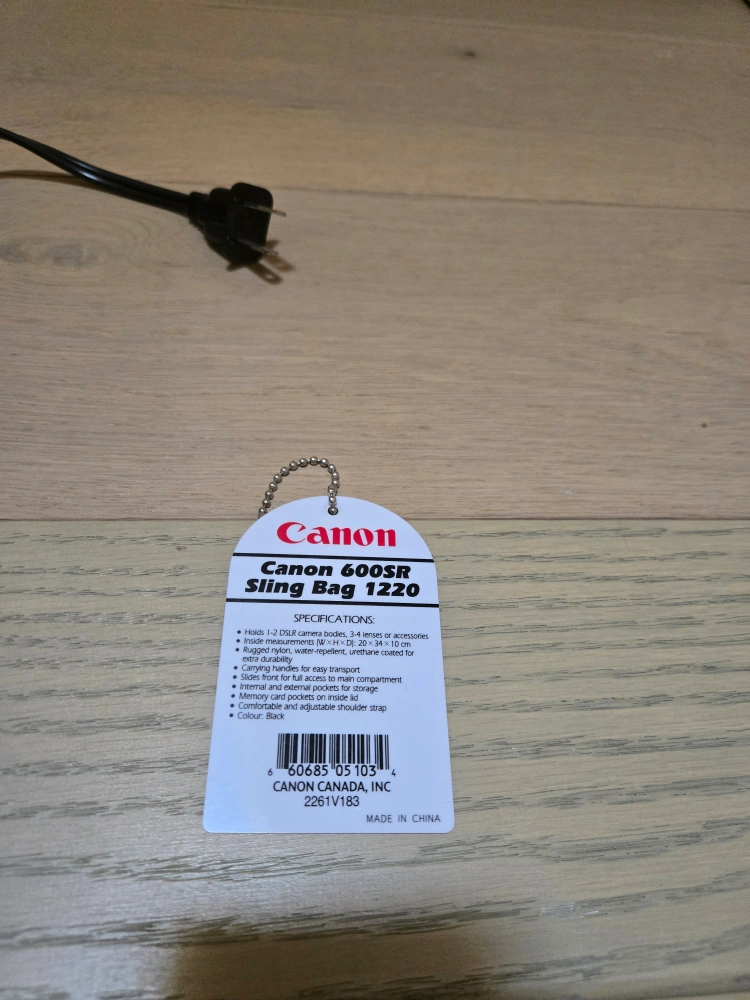 Canon
Canon 600SR
Sling Bag 1220
SPECIFICATIONS:
• Holds 1-2 DSLR camera bodies, 3-4 lenses or accessories
• Inside measurements (W×H×D): 20×34×10 cm
• Rugged nylon, water-repellent, urethane coated for
extra durability
• Carrying handles for easy transport
• Slides front for full access to main compartment
• Internal and external pockets for storage
• Memory card pockets on inside lid
• Comfortable and adjustable shoulder strap
• Colour: Black
6 60685 05103 4
CANON CANADA, INC
2261V183
MADE IN CHINA